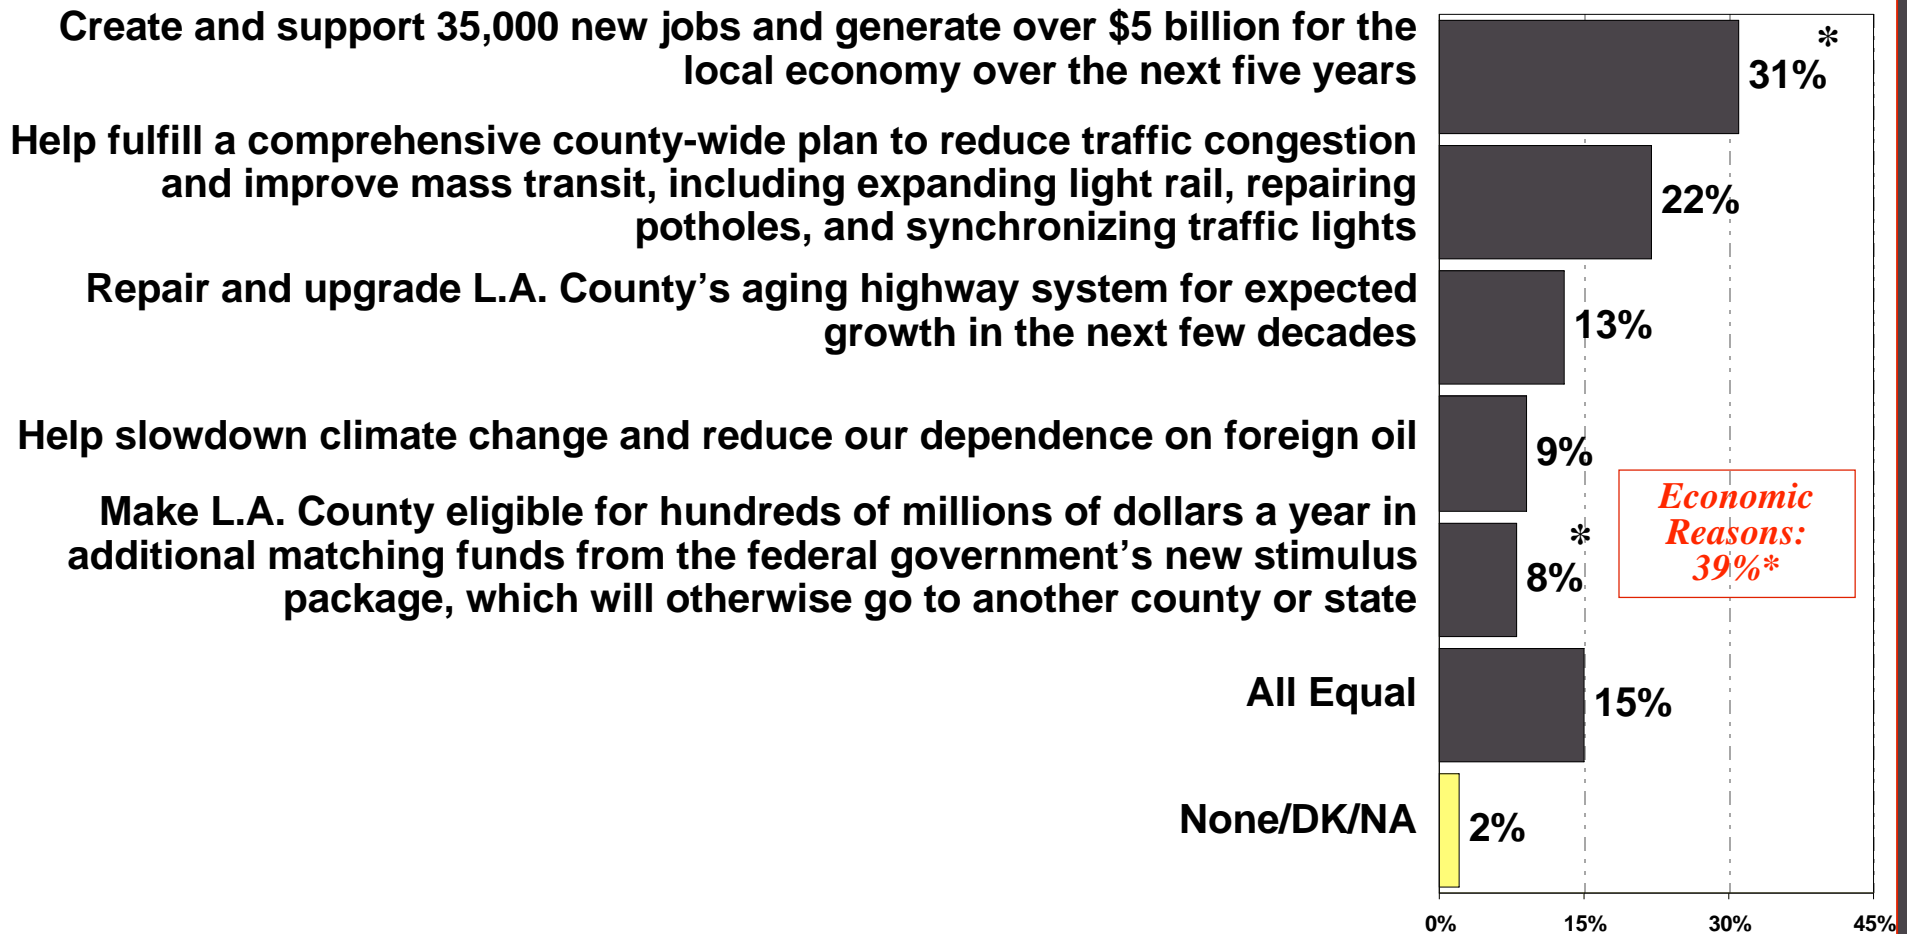 Create and support 35,000 new jobs and generate over $5 billion for the
local economy over the next five years
*
31%
Help fulfill a comprehensive county-wide plan to reduce traffic congestion
and improve mass transit, including expanding light rail, repairing
potholes, and synchronizing traffic lights
22%
Repair and upgrade L.A. County’s aging highway system for expected
growth in the next few decades
13%
Help slowdown climate change and reduce our dependence on foreign oil
9%
Make L.A. County eligible for hundreds of millions of dollars a year in
additional matching funds from the federal government’s new stimulus
package, which will otherwise go to another county or state
*
8%
Economic
Reasons:
39%*
All Equal
15%
None/DK/NA
2%
0% 15% 30% 45%